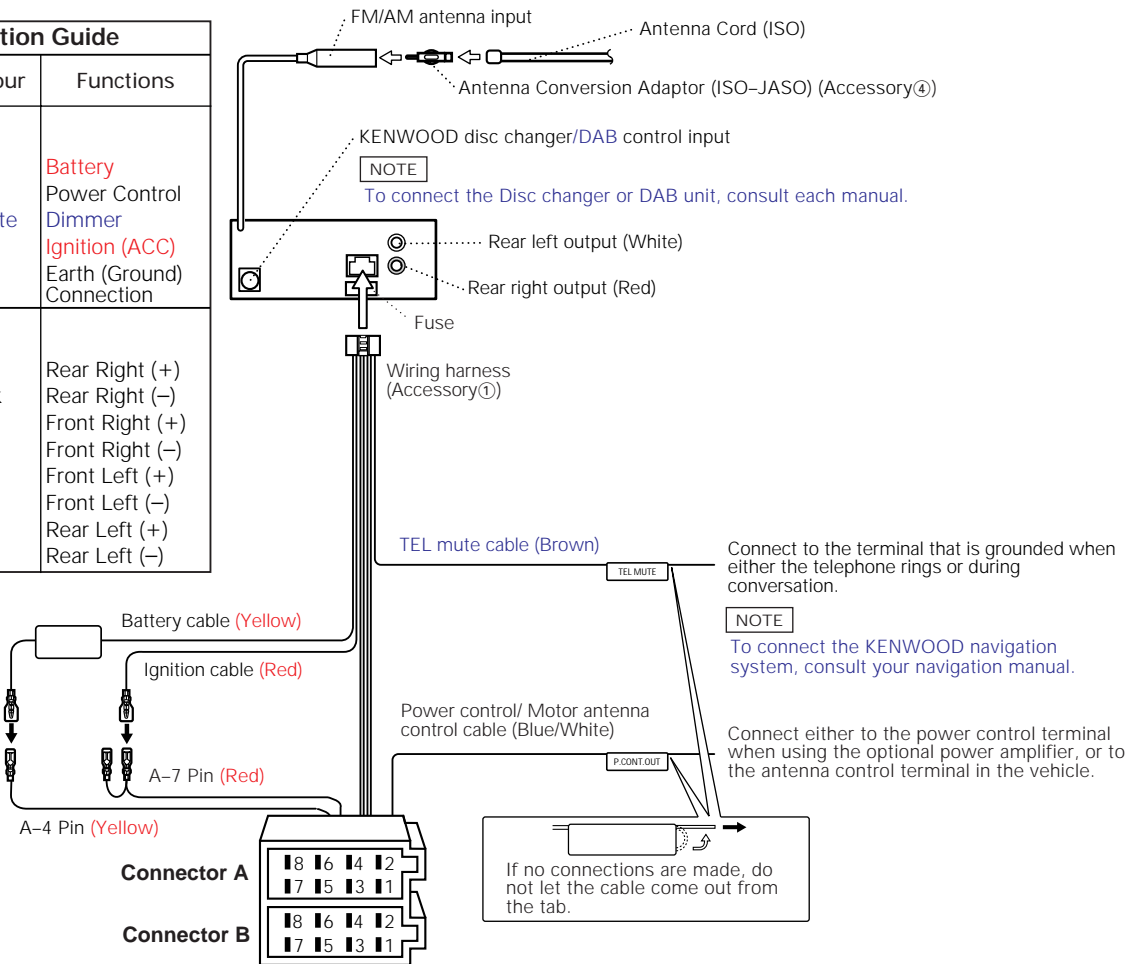 tion Guide
our
Functions
Battery
Power Control
te
Dimmer
Ignition (ACC)
Earth (Ground)
Connection
Rear Right (+)
Rear Right (–)
Front Right (+)
Front Right (–)
Front Left (+)
Front Left (–)
Rear Left (+)
Rear Left (–)
FM/AM antenna input
Antenna Cord (ISO)
Antenna Conversion Adaptor (ISO–JASO) (Accessory④)
KENWOOD disc changer/DAB control input
NOTE
To connect the Disc changer or DAB unit, consult each manual.
Rear left output (White)
Rear right output (Red)
Fuse
Wiring harness
(Accessory①)
TEL mute cable (Brown)
TEL MUTE
Connect to the terminal that is grounded when
either the telephone rings or during
conversation.
NOTE
To connect the KENWOOD navigation
system, consult your navigation manual.
Battery cable (Yellow)
Ignition cable (Red)
Power control/ Motor antenna
control cable (Blue/White)
P.CONT.OUT
Connect either to the power control terminal
when using the optional power amplifier, or to
the antenna control terminal in the vehicle.
A–7 Pin (Red)
A–4 Pin (Yellow)
If no connections are made, do
not let the cable come out from
the tab.
Connector A
8 6 4 2
7 5 3 1
Connector B
8 6 4 2
7 5 3 1